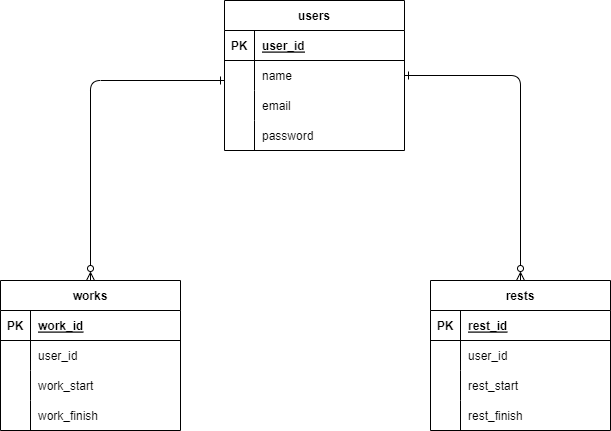 users
PK user_id
name
email
password
works
PK work_id
user_id
work_start
work_finish
rests
PK rest_id
user_id
rest_start
rest_finish